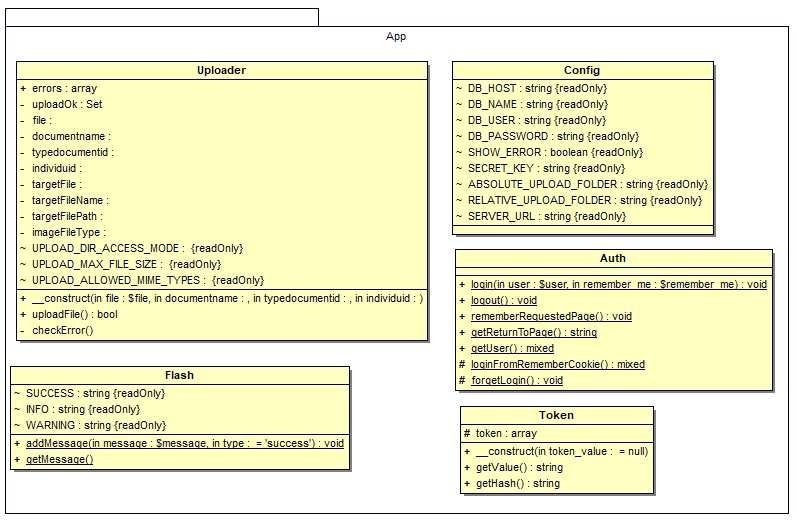 App
Uploader
+ errors : array
- uploadOk : Set
- file :
- documentname :
- typedocumentid :
- individuid :
- targetFile :
- targetFileName :
- targetFilePath :
- imageFileType :
~ UPLOAD_DIR_ACCESS_MODE : {readOnly}
~ UPLOAD_MAX_FILE_SIZE : {readOnly}
~ UPLOAD_ALLOWED_MIME_TYPES : {readOnly}
+ __construct(in file : $file, in documentname : , in typedocumentid : , in individuid : )
+ uploadFile() : bool
- checkError()
Config
~ DB_HOST : string {readOnly}
~ DB_NAME : string {readOnly}
~ DB_USER : string {readOnly}
~ DB_PASSWORD : string {readOnly}
~ SHOW_ERROR : boolean {readOnly}
~ SECRET_KEY : string {readOnly}
~ ABSOLUTE_UPLOAD_FOLDER : string {readOnly}
~ RELATIVE_UPLOAD_FOLDER : string {readOnly}
~ SERVER_URL : string {readOnly}
Auth
+ login(in user : $user, in remember_me : $remember_me) : void
+ logout() : void
+ rememberRequestedPage() : void
+ getReturnToPage() : string
+ getUser() : mixed
# loginFromRememberCookie() : mixed
# forgetLogin() : void
Flash
~ SUCCESS : string {readOnly}
~ INFO : string {readOnly}
~ WARNING : string {readOnly}
+ addMessage(in message : $message, in type : = 'success') : void
+ getMessage()
Token
# token : array
+ __construct(in token_value : = null)
+ getValue() : string
+ getHash() : string